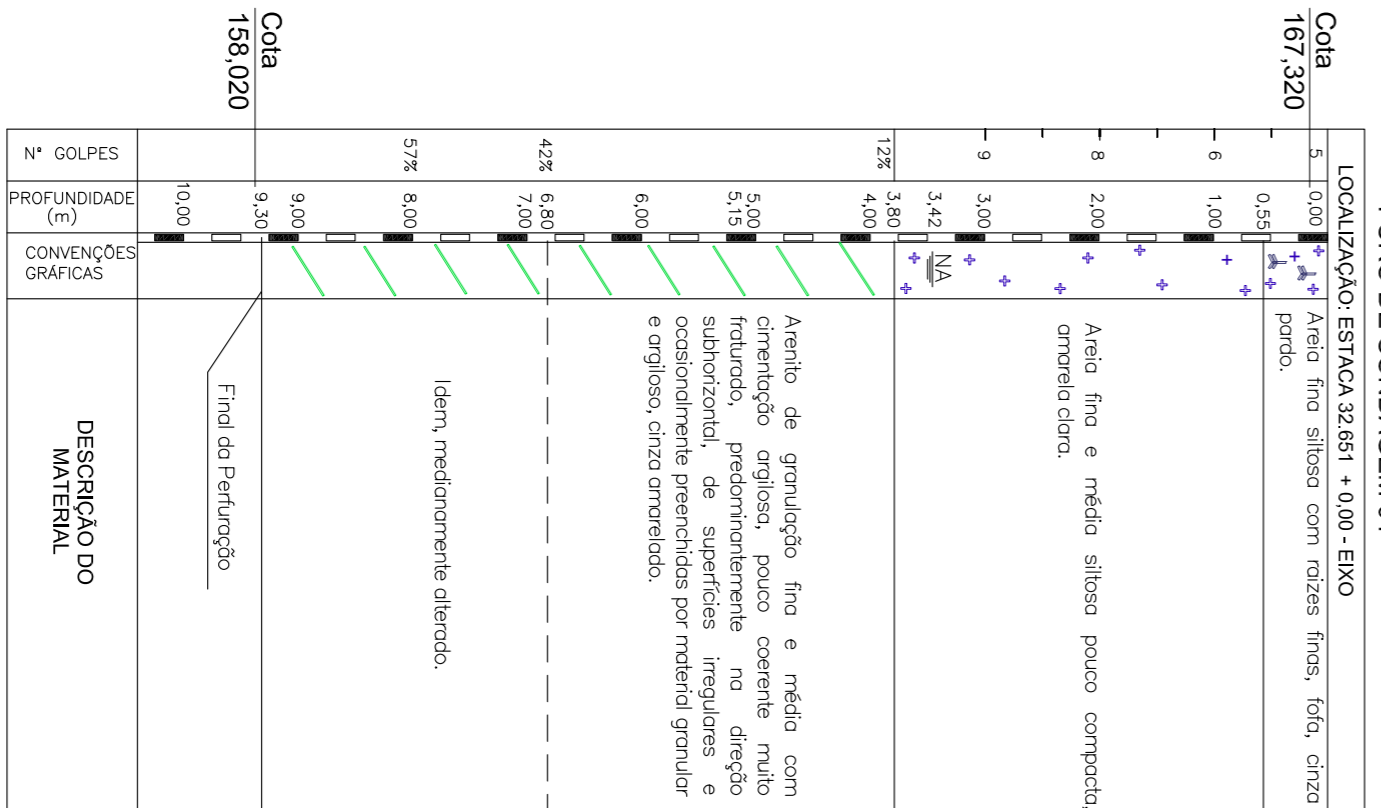 LOCALIZAÇÃO: ESTACA 32.651 + 0,00 - EIXO
Cota
167,320
Cota
158,020
Nº GOLPES
5
6
8
9
12%
42%
57%
PROFUNDIDADE
(m)
0,00
0,55
1,00
2,00
3,00
3,42
3,80
4,00
5,00
5,15
6,00
6,80
7,00
8,00
9,00
9,30
10,00
CONVENÇÕES
GRÁFICAS
NA
Areia fina siltosa com raizes finas, fofa, cinza
pardo.
Areia fina e média siltosa pouco compacta,
amarela clara.
Arenito de granulação fina e média com
cimentação argilosa, pouco coerente muito
fraturado, predominantemente na direção
subhorizontal, de superfícies irregulares e
ocasionalmente preenchidas por material granular
e argiloso, cinza amarelado.
Idem, medianamente alterado.
Final da Perfuração
DESCRIÇÃO DO
MATERIAL